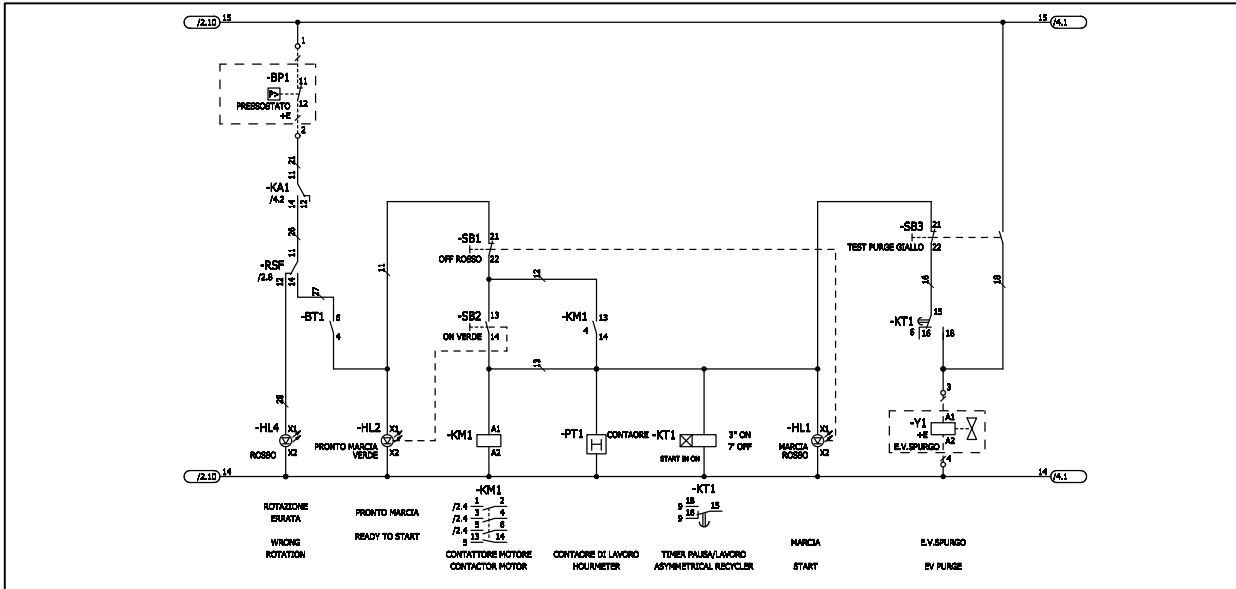 /2.10 15
15 /4.1
1
-BP1
11
P>
12
PRESSOSTATO
+E
2
21
11
-KA1
/4.2
14 12
26
11
-RSF
/2.8
12 14
27
-BT1
6
4
28
-HL4
X1
X2
ROSSO
11
-HL2
X1
PRONTO MARCIA
VERDE
X2
-SB1
21
OFF ROSSO
22
12
-SB2
13
ON VERDE
14
-KM1
13
4
14
13
-KM1
A1
A2
-PT1
CONTAORE
H
-KT1
3" ON
7' OFF
START IN ON
-HL1
X1
MARCIA
ROSSO
X2
-SB3
21
TEST PURGE GIALLO
22
16
18
-KT1
15
6 16 18
3
-Y1
A1
+E
A2
E.V.SPURGO
4
/2.10 14
14 /4.1
-KM1
/2.4 1 2
/2.4 3 4
/2.4 5 6
5 13 14
-KT1
9 18
15
9 16
ROTAZIONE
ERRATA
WRONG
ROTATION
PRONTO MARCIA
READY TO START
CONTATTORE MOTORE
CONTACTOR MOTOR
CONTAORE DI LAVORO
HOURMETER
TIMER PAUSA/LAVORO
ASYMMETRICAL RECYCLER
MARCIA
START
E.V.SPURGO
EV PURGE